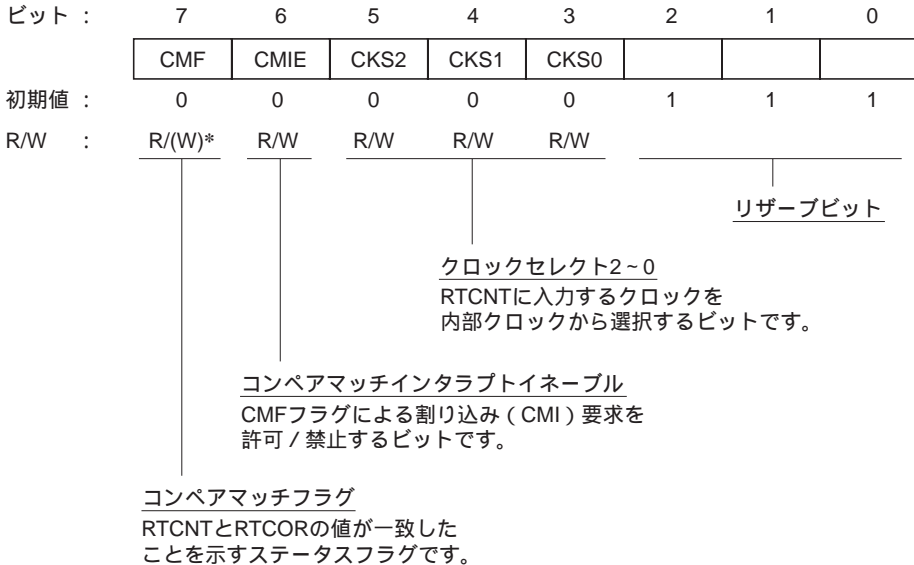 ビット : 7 6 5 4 3 2 1 0
CMF CMIE CKS2 CKS1 CKS0
初期値 : 0 0 0 0 0 1 1 1
R/W : R/(W)* R/W R/W R/W R/W
リザーブビット
クロックセレクト2~0
RTCNTに入力するクロックを
内部クロックから選択するビットです。
コンペアマッチインタラプトイネーブル
CMFフラグによる割り込み(CMI)要求を
許可/禁止するビットです。
コンペアマッチフラグ
RTCNTとRTCORの値が一致した
ことを示すステータスフラグです。